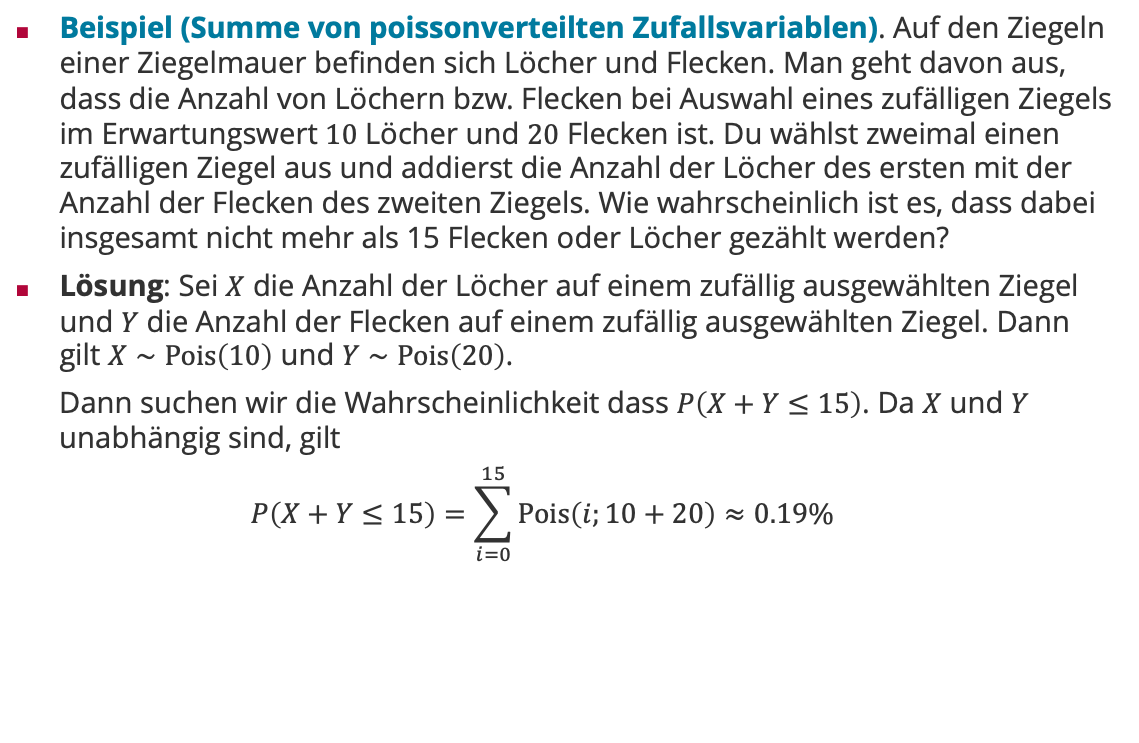 Beispiel (Summe von poissonverteilten Zufallsvariablen). Auf den Ziegeln
einer Ziegelmauer befinden sich Löcher und Flecken. Man geht davon aus,
dass die Anzahl von Löchern bzw. Flecken bei Auswahl eines zufälligen Ziegels
im Erwartungswert 10 Löcher und 20 Flecken ist. Du wählst zweimal einen
zufälligen Ziegel aus und addierst die Anzahl der Löcher des ersten mit der
Anzahl der Flecken des zweiten Ziegels. Wie wahrscheinlich ist es, dass dabei
insgesamt nicht mehr als 15 Flecken oder Löcher gezählt werden?
Lösung: Sei X die Anzahl der Löcher auf einem zufällig ausgewählten Ziegel
und Y die Anzahl der Flecken auf einem zufällig ausgewählten Ziegel. Dann
gilt X ~ Pois(10) und Y ~ Pois(20).
Dann suchen wir die Wahrscheinlichkeit dass P(X + Y ≤ 15). Da X und Y
unabhängig sind, gilt
15
P(X + Y ≤ 15) = ∑ Pois(i; 10 + 20) ≈ 0.19%
i=0